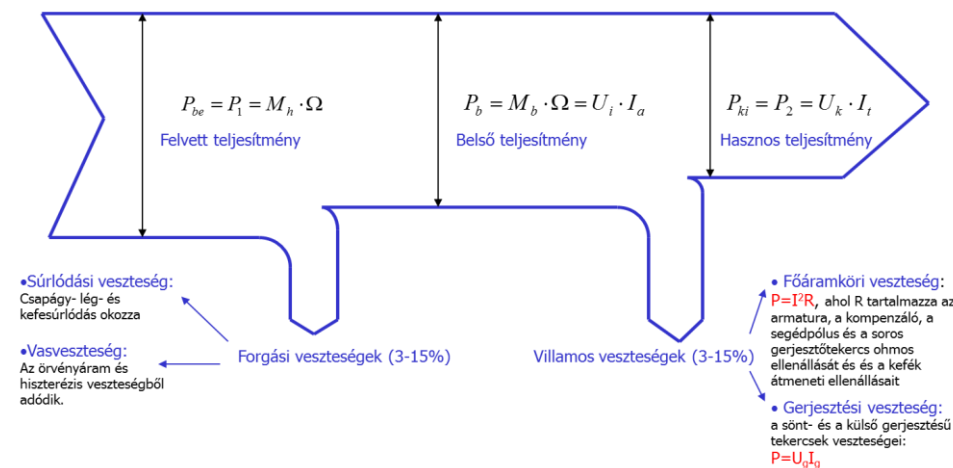 P_be = P_1 = M_h · Ω
Felvett teljesítmény
P_b = M_b · Ω = U_i · I_a
Belső teljesítmény
P_ki = P_2 = U_k · I_t
Hasznos teljesítmény
•Súrlódási veszteség:
Csapágy- lég- és
kefesúrlódás okozza
•Vasveszteség:
Az örvényáram és
hiszterézis veszteségből
adódik.
Forgási veszteségek (3-15%)
Villamos veszteségek (3-15%)
• Főáramköri veszteség:
P=I²R, ahol R tartalmazza az
armatura, a kompenzáló, a
segédpólus és a soros
gerjesztőtekercs ohmos
ellenállását és és a kefék
átmeneti ellenállásait
• Gerjesztési veszteség:
a sönt- és a külső gerjesztésű
tekercsek veszteségei:
P=U_gI_g